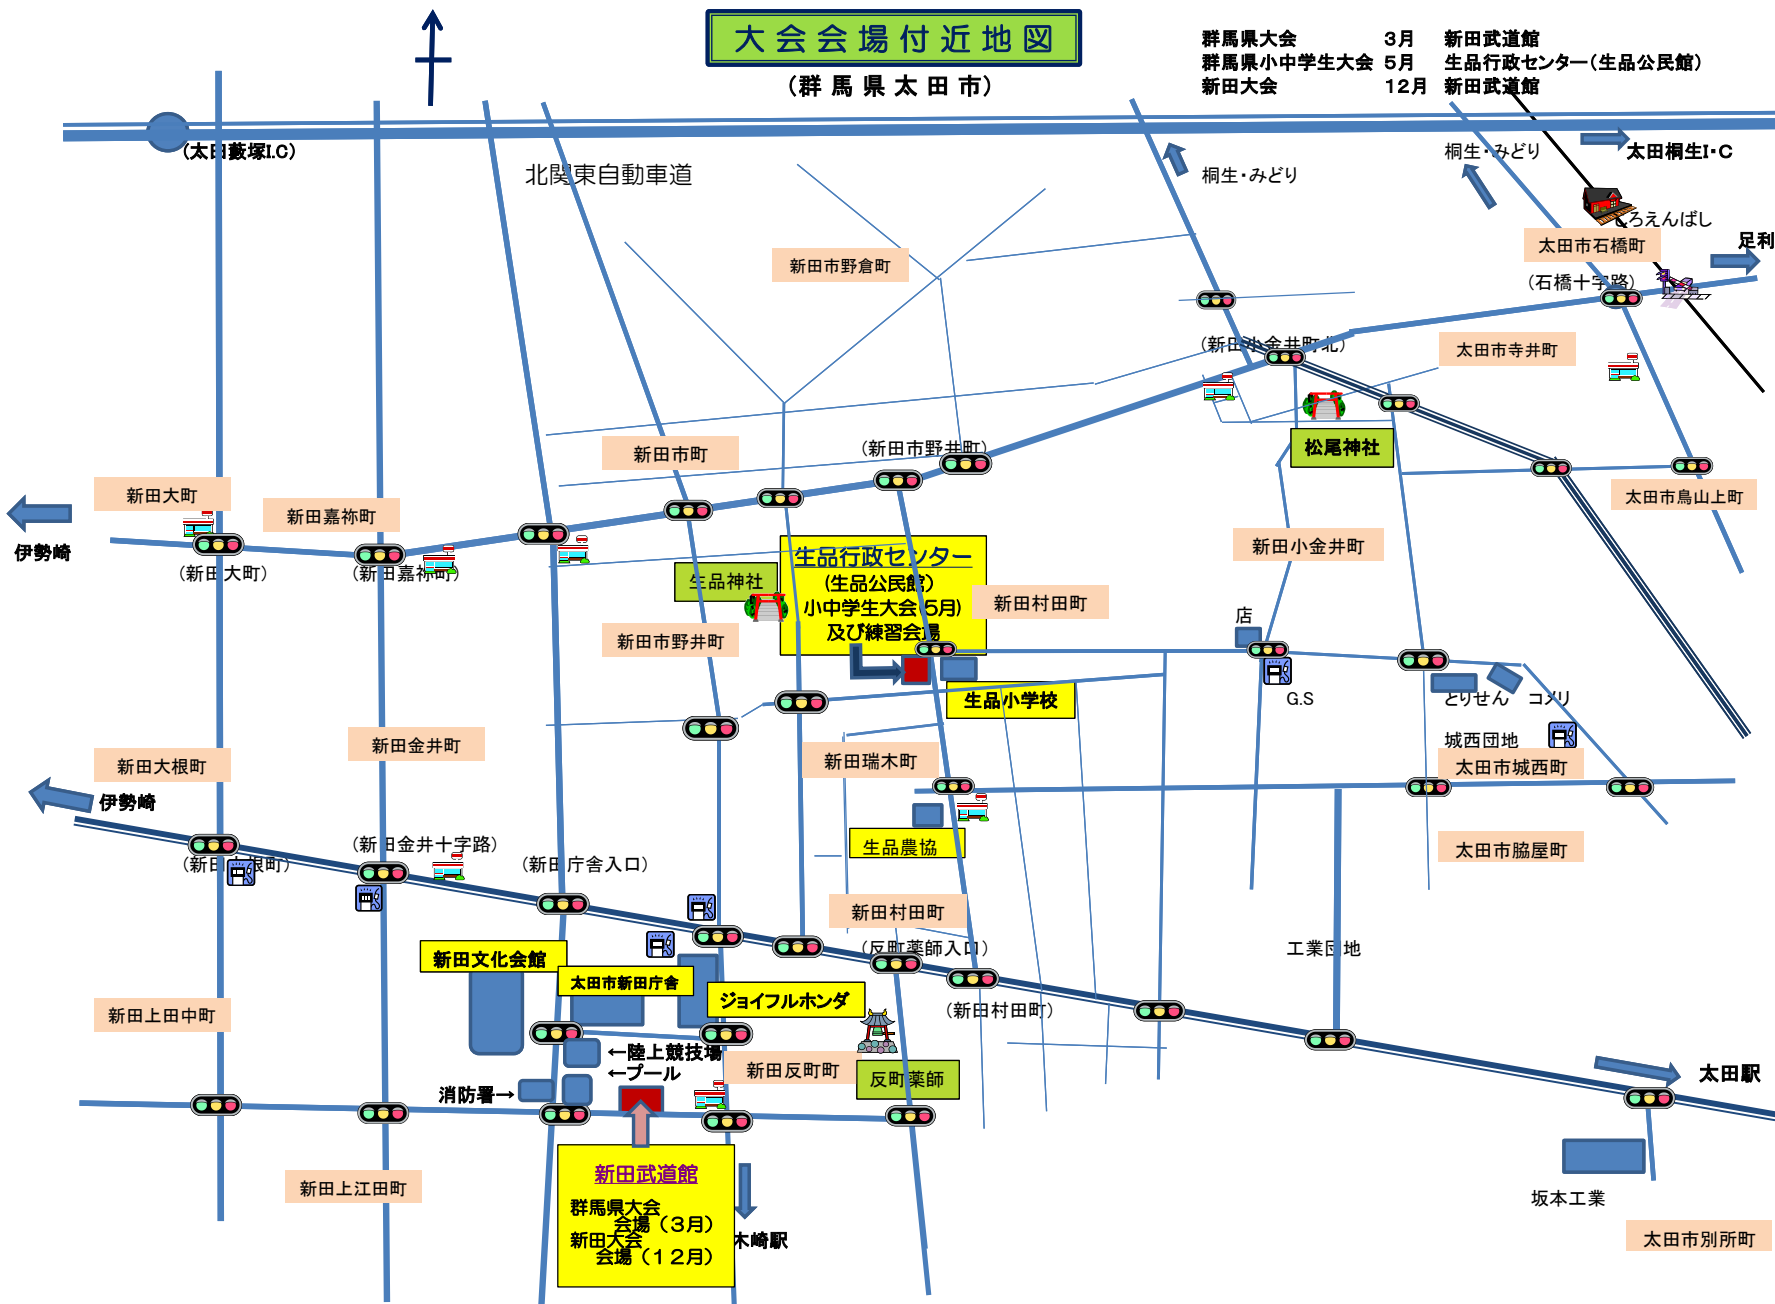 大会会場付近地図
(群馬県太田市)
群馬県大会 3月 新田武道館
群馬県小中学生大会 5月 生品行政センター(生品公民館)
新田大会 12月 新田武道館
(太田藪塚I.C)
北関東自動車道
桐生・みどり
桐生・みどり
太田桐生I・C
ろえんばし
足利
太田市石橋町
(石橋十字路)
新田市野倉町
(新田小金井町北)
太田市寺井町
松尾神社
新田市町
(新田市野井町)
新田大町
新田嘉祢町
太田市鳥山上町
伊勢崎
(新田大町)
(新田嘉祢町)
新田小金井町
生品行政センター
(生品公民館)
小中学生大会(5月)
及び練習会場
生品神社
新田村田町
新田市野井町
店
G.S
とりせん
コメリ
生品小学校
城西団地
太田市城西町
新田金井町
新田大根町
新田瑞木町
伊勢崎
生品農協
太田市脇屋町
(新田大根町)
(新田金井十字路)
(新田庁舎入口)
新田村田町
(反町薬師入口)
工業団地
新田文化会館
太田市新田庁舎
ジョイフルホンダ
(新田村田町)
新田上田中町
←陸上競技場
←プール
新田反町町
反町薬師
消防署→
太田駅
新田武道館
群馬県大会
会場(3月)
新田大会
会場(12月)
木崎駅
新田上江田町
坂本工業
太田市別所町